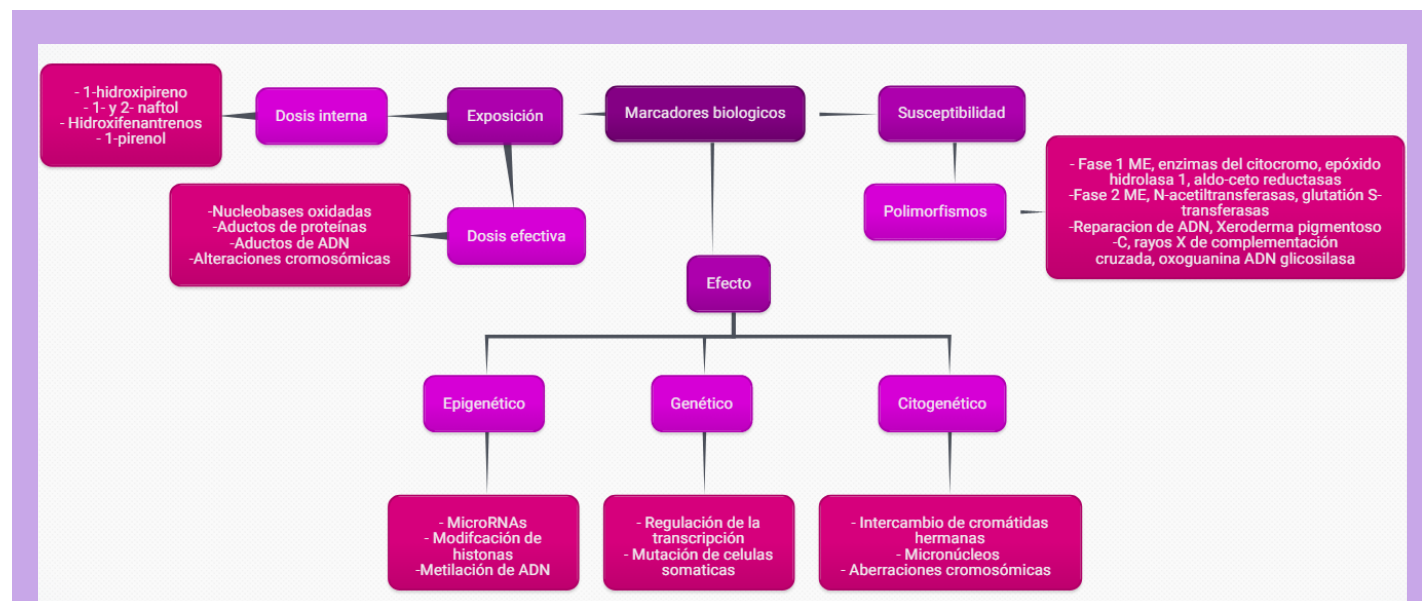 - 1-hidroxipireno
- 1- y 2- naftol
- Hidroxifenantrenos
- 1-pirenol
Dosis interna
Exposición
Marcadores biologicos
Susceptibilidad
- Fase 1 ME, enzimas del citocromo, epóxido
hidrolasa 1, aldo-ceto reductasas
-Fase 2 ME, N-acetiltransferasas, glutatión S-
transferasas
-Reparacion de ADN, Xeroderma pigmentoso
-C, rayos X de complementación
cruzada, oxoguanina ADN glicosilasa
Polimorfismos
-Nucleobases oxidadas
-Aductos de proteínas
-Aductos de ADN
-Alteraciones cromosómicas
Dosis efectiva
Efecto
Epigenético
Genético
Citogenético
- MicroRNAs
- Modifcación de
histonas
-Metilación de ADN
- Regulación de la
transcripción
- Mutación de celulas
somaticas
- Intercambio de cromátidas
hermanas
- Micronúcleos
- Aberraciones cromosómicas